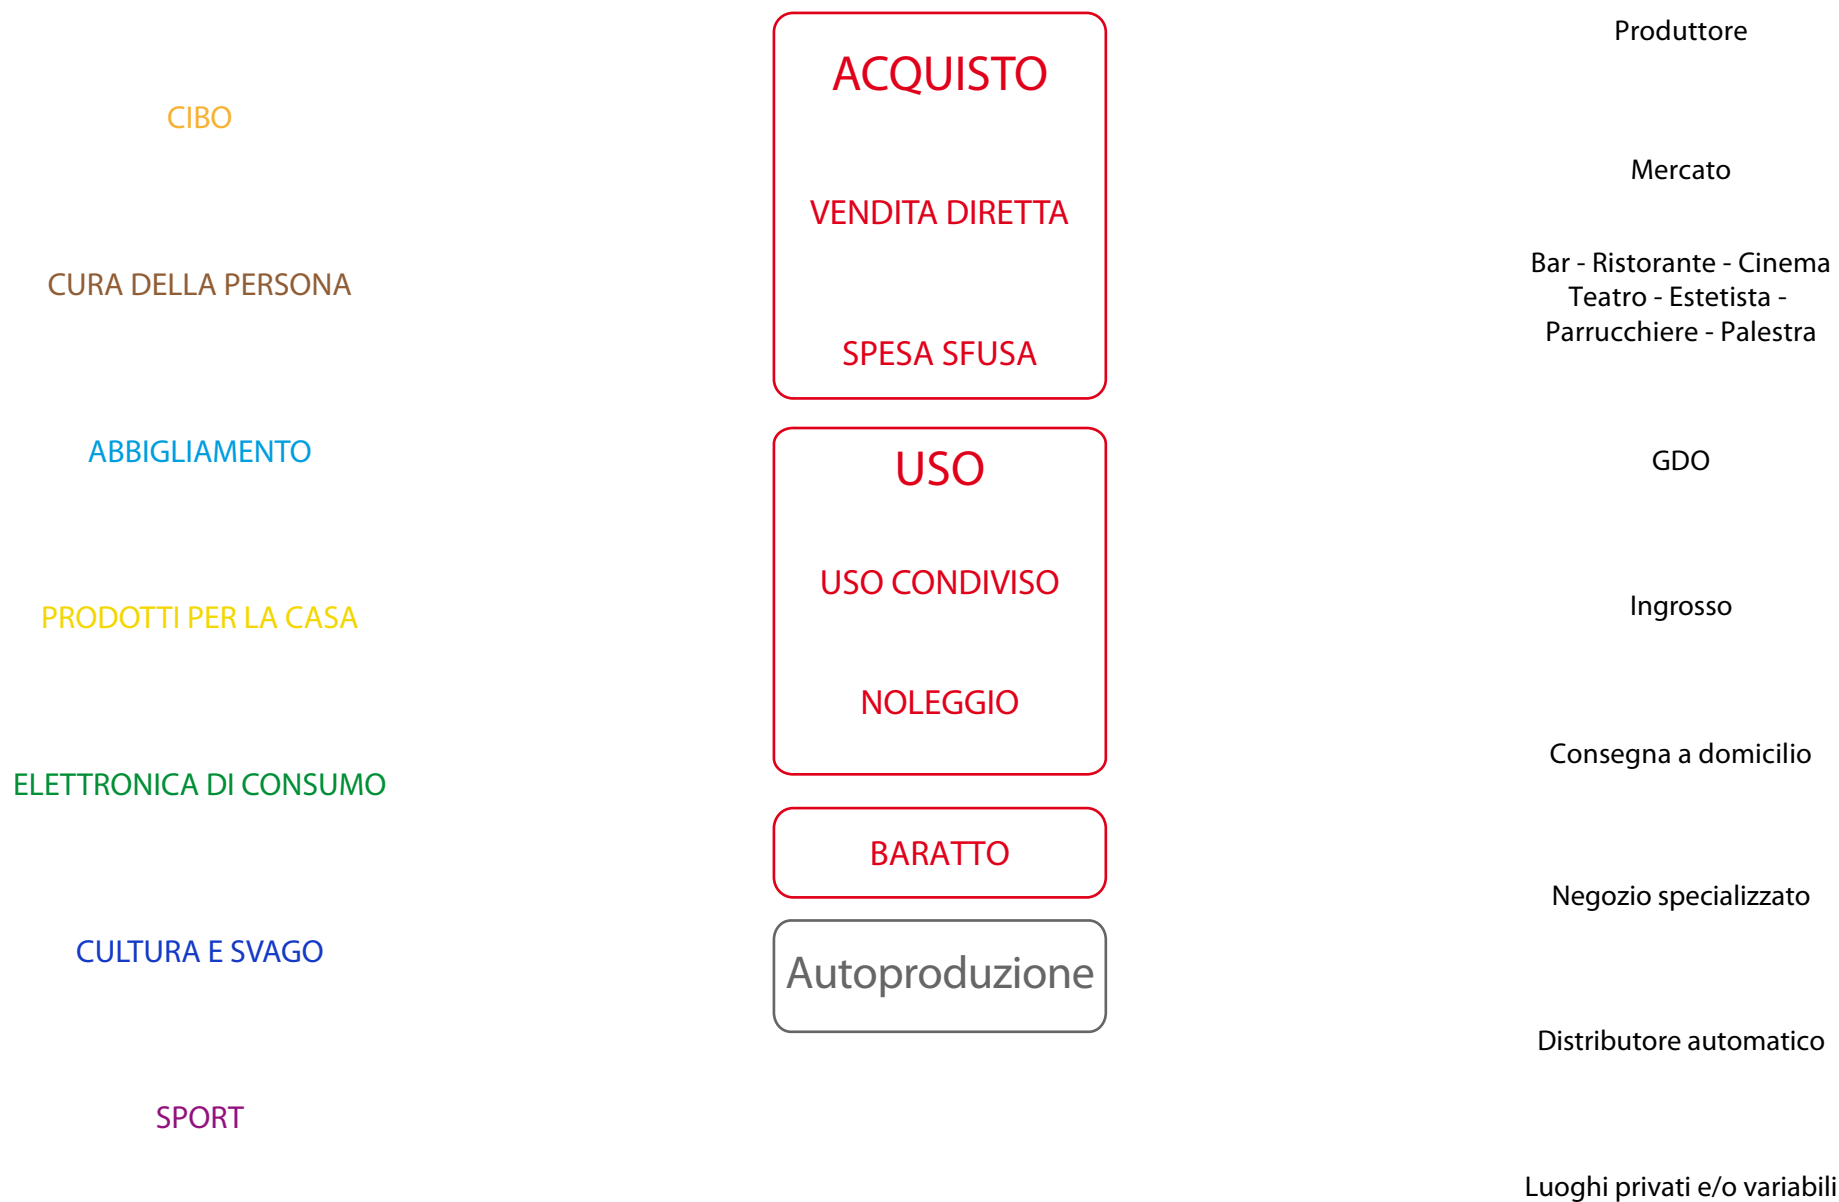 CIBO
CURA DELLA PERSONA
ABBIGLIAMENTO
PRODOTTI PER LA CASA
ELETTRONICA DI CONSUMO
CULTURA E SVAGO
SPORT
ACQUISTO
VENDITA DIRETTA
SPESA SFUSA
USO
USO CONDIVISO
NOLEGGIO
BARATTO
Autoproduzione
Produttore
Mercato
Bar - Ristorante - Cinema
Teatro - Estetista -
Parrucchiere - Palestra
GDO
Ingrosso
Consegna a domicilio
Negozio specializzato
Distributore automatico
Luoghi privati e/o variabili